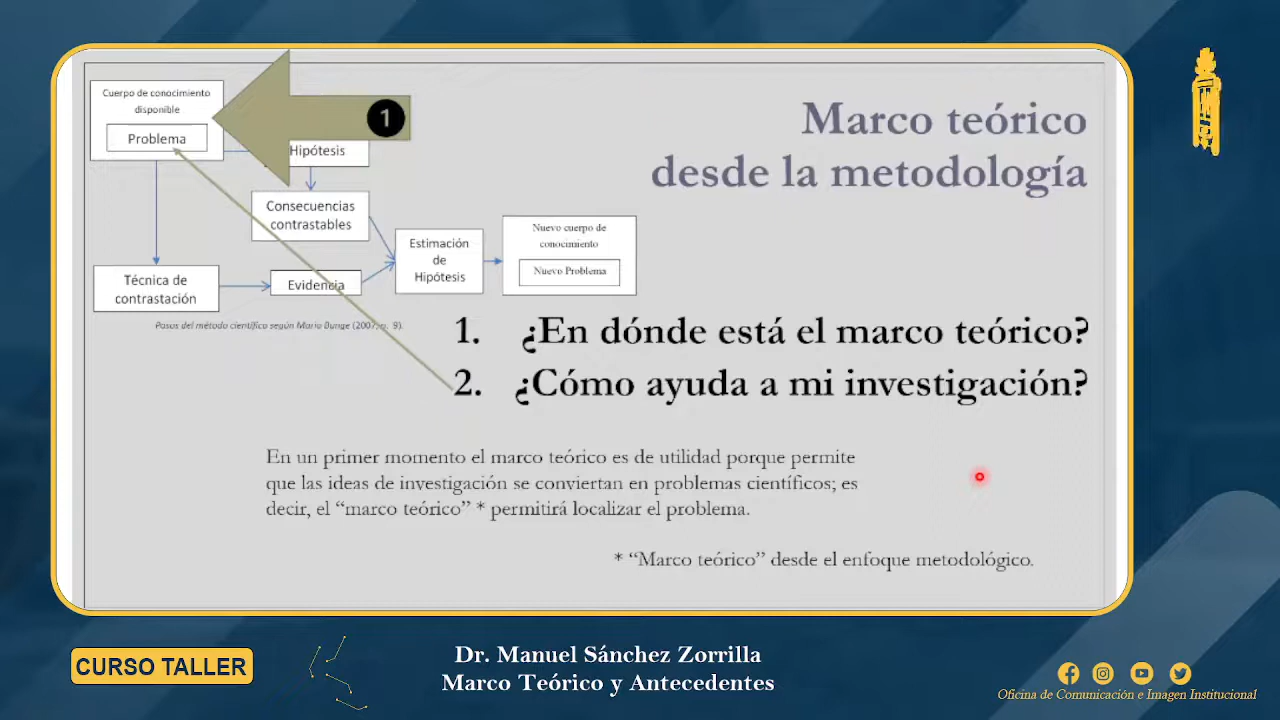 Cuerpo de conocimiento
disponible
Problema
1
Hipótesis
Consecuencias
contrastables
Técnica de
contrastación
Evidencia
Estimación
de
Hipótesis
Nuevo cuerpo de
conocimiento
Nuevo Problema
Pasos del método científico según Mario Bunge (2007, p. 9).
Marco teórico
desde la metodología
1. ¿En dónde está el marco teórico?
2. ¿Cómo ayuda a mi investigación?
En un primer momento el marco teórico es de utilidad porque permite
que las ideas de investigación se conviertan en problemas científicos; es
decir, el “marco teórico” * permitirá localizar el problema.
* “Marco teórico” desde el enfoque metodológico.
CURSO TALLER
Dr. Manuel Sánchez Zorrilla
Marco Teórico y Antecedentes
Oficina de Comunicación e Imagen Institucional